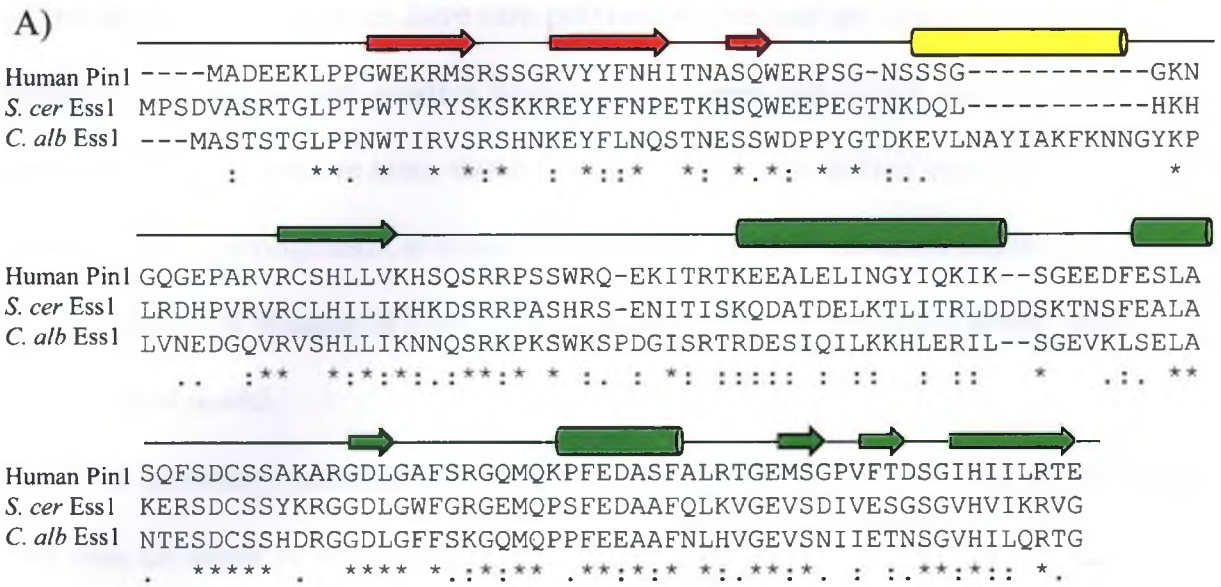 A)
Human Pin1 ----MADEEKLPPGWEKRMSRSSGRVYYFNHITNASQWERPSG-NSSSG-----------GKN
S. cer Ess1 MPSDVASRTGLPTPWTVRYSKSKKREYFFNPETKHSQWEEPEGTNKDQL-----------HKH
C. alb Ess1 ---MASTSTGLPPNWTIRVSRSHNKEYFLNQSTNESSWDPPYGTDKEVLNAYIAKFKNNGYKP
: **.* * *:*: *::* *: *.*: * * :.. *
Human Pin1 GQGEPARVRCSHLLVKHSQSRRPSSWRQ-EKITRTKEEALELINGYIQKIK--SGEEDFESLA
S. cer Ess1 LRDHPVRVRCLHILIKHKDSRRPASHRS-ENITISKQDATDELKTLITRLDDDSKTNSFEALA
C. alb Ess1 LVNEDGQVRVSHLLIKNNQSRKPKSWKSPDGISRTRDESIQILKKHLERIL--SGEVKLSELA
.. :** *:*:*:.:**:* * :. : *: :::: : :: : :: * .:. **
Human Pin1 SQFSDCSSAKARGDLGAFSRGQMQKPFEDASFALRTGEMSGPVFTDSGIHIILRTE
S. cer Ess1 KERSDCSSYKRGGDLGWFGRGEMQPSFEDAAFQLKVGEVSDIVESGSGVHVIKRVG
C. alb Ess1 NTESDCSSHDRGGDLGFFSKGQMQPPFEEAAFNLHVGEVSNIIETNSGVHILQRTG
. ***** . **** *.:*:** .**:*:* *:.**:*. : :.**:*:: *.